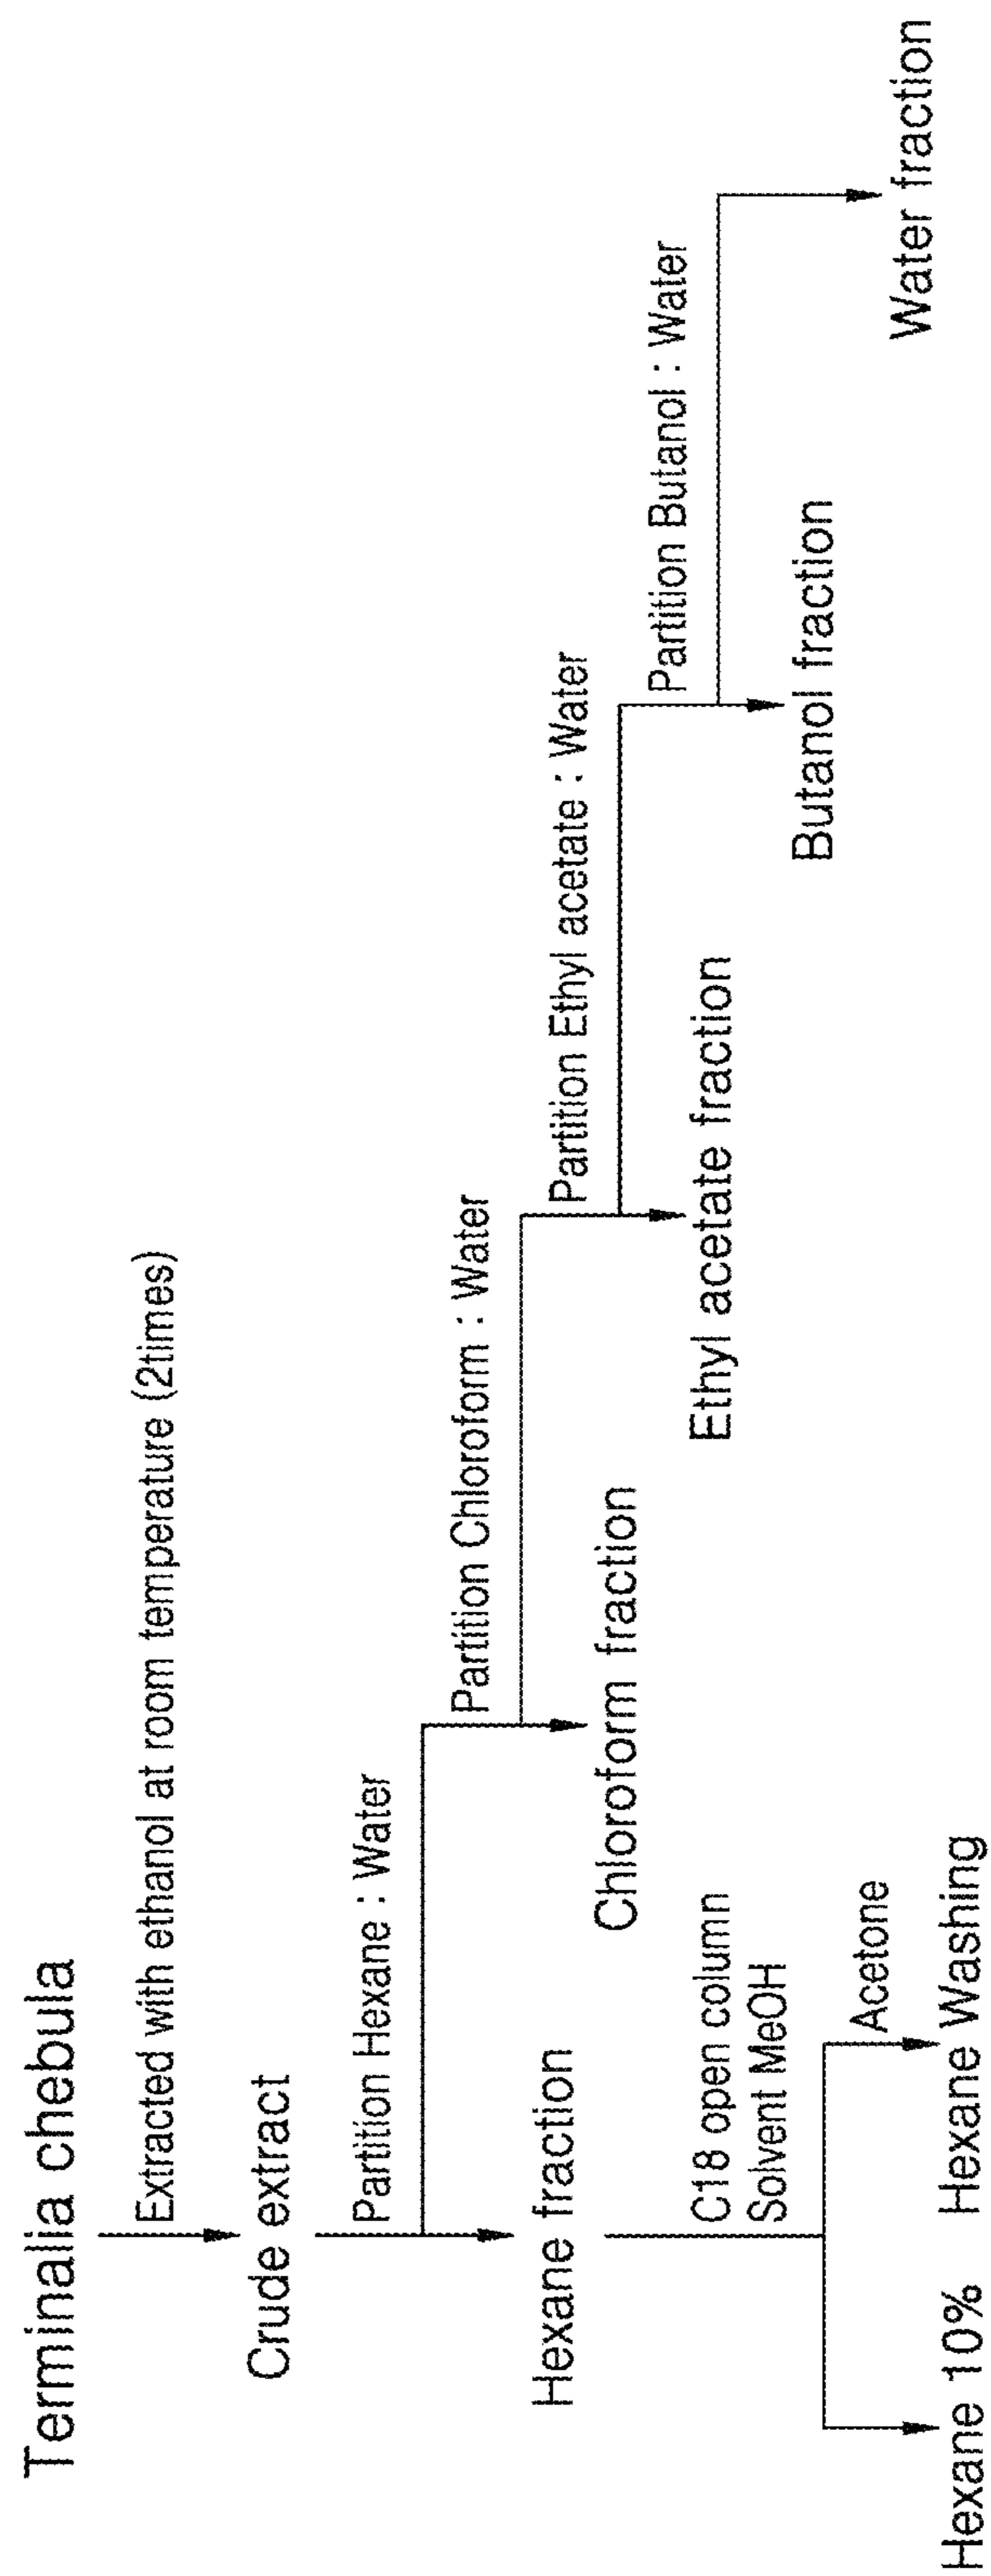 Terminalia chebula
Extracted with ethanol at room temperature (2times)
Crude extract
Partition Hexane : Water
Partition Chloroform : Water
Hexane fraction
Partition Ethyl acetate : Water
Chloroform fraction
Partition Butanol : Water
C18 open column
Solvent MeOH
Ethyl acetate fraction
Butanol fraction
Acetone
Water fraction
Hexane 10%
Hexane Washing